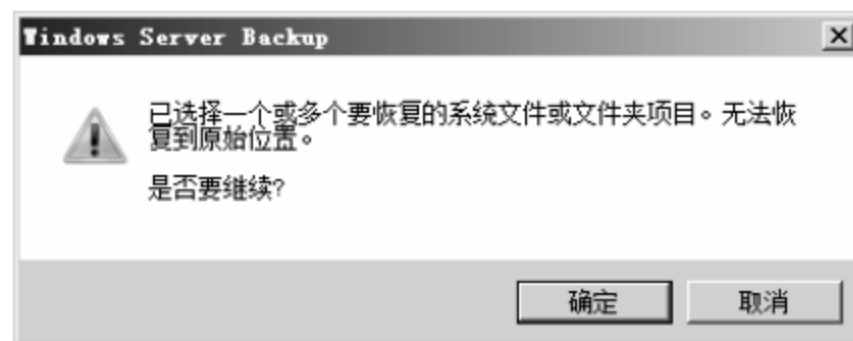 Windows Server Backup
已选择一个或多个要恢复的系统文件或文件夹项目。无法恢
复到原始位置。
是否要继续?
确定 取消